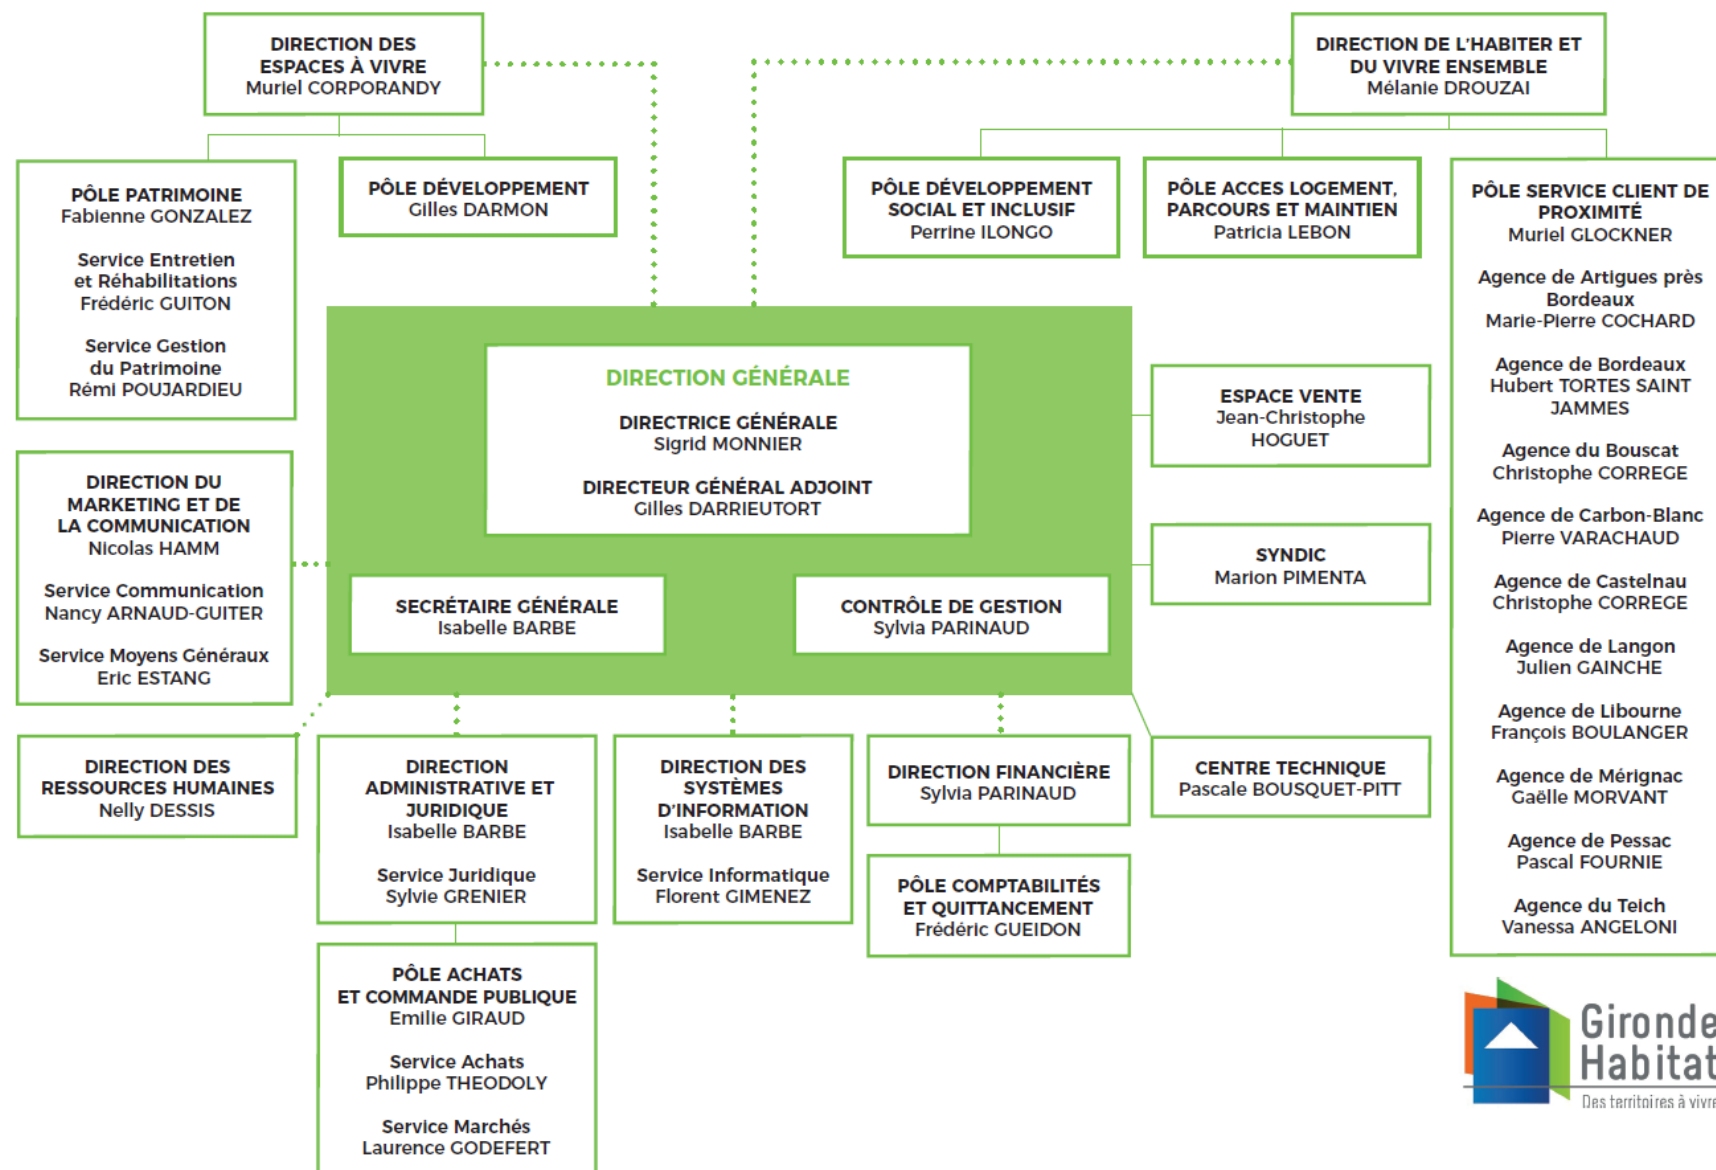 DIRECTION DES
ESPACES À VIVRE
Muriel CORPORANDY
DIRECTION DE L'HABITER ET
DU VIVRE ENSEMBLE
Mélanie DROUZAI
PÔLE PATRIMOINE
Fabienne GONZALEZ
Service Entretien
et Réhabilitations
Frédéric GUITON
Service Gestion
du Patrimoine
Rémi POUJARDIEU
PÔLE DÉVELOPPEMENT
Gilles DARMON
PÔLE DÉVELOPPEMENT
SOCIAL ET INCLUSIF
Perrine ILONGO
PÔLE ACCES LOGEMENT,
PARCOURS ET MAINTIEN
Patricia LEBON
PÔLE SERVICE CLIENT DE
PROXIMITÉ
Muriel GLOCKNER
Agence de Artigues près
Bordeaux
Marie-Pierre COCHARD
Agence de Bordeaux
Hubert TORTES SAINT
JAMMES
Agence du Bouscat
Christophe CORREGE
Agence de Carbon-Blanc
Pierre VARACHAUD
Agence de Castelnau
Christophe CORREGE
Agence de Langon
Julien GAINCHE
Agence de Libourne
François BOULANGER
Agence de Mérignac
Gaëlle MORVANT
Agence de Pessac
Pascal FOURNIE
Agence du Teich
Vanessa ANGELONI
DIRECTION GÉNÉRALE
DIRECTRICE GÉNÉRALE
Sigrid MONNIER
DIRECTEUR GÉNÉRAL ADJOINT
Gilles DARRIEUTORT
SECRÉTAIRE GÉNÉRALE
Isabelle BARBE
CONTRÔLE DE GESTION
Sylvia PARINAUD
ESPACE VENTE
Jean-Christophe
HOGUET
SYNDIC
Marion PIMENTA
DIRECTION DU
MARKETING ET DE
LA COMMUNICATION
Nicolas HAMM
Service Communication
Nancy ARNAUD-GUITER
Service Moyens Généraux
Eric ESTANG
DIRECTION DES
RESSOURCES HUMAINES
Nelly DESSIS
DIRECTION
ADMINISTRATIVE ET
JURIDIQUE
Isabelle BARBE
Service Juridique
Sylvie GRENIER
DIRECTION DES
SYSTÈMES
D'INFORMATION
Isabelle BARBE
Service Informatique
Florent GIMENEZ
DIRECTION FINANCIÈRE
Sylvia PARINAUD
CENTRE TECHNIQUE
Pascale BOUSQUET-PITT
PÔLE COMPTABILITÉS
ET QUITTANCEMENT
Frédéric GUEIDON
PÔLE ACHATS
ET COMMANDE PUBLIQUE
Emilie GIRAUD
Service Achats
Philippe THEODOLY
Service Marchés
Laurence GODEFERT
Gironde
Habitat
Des territoires à vivre